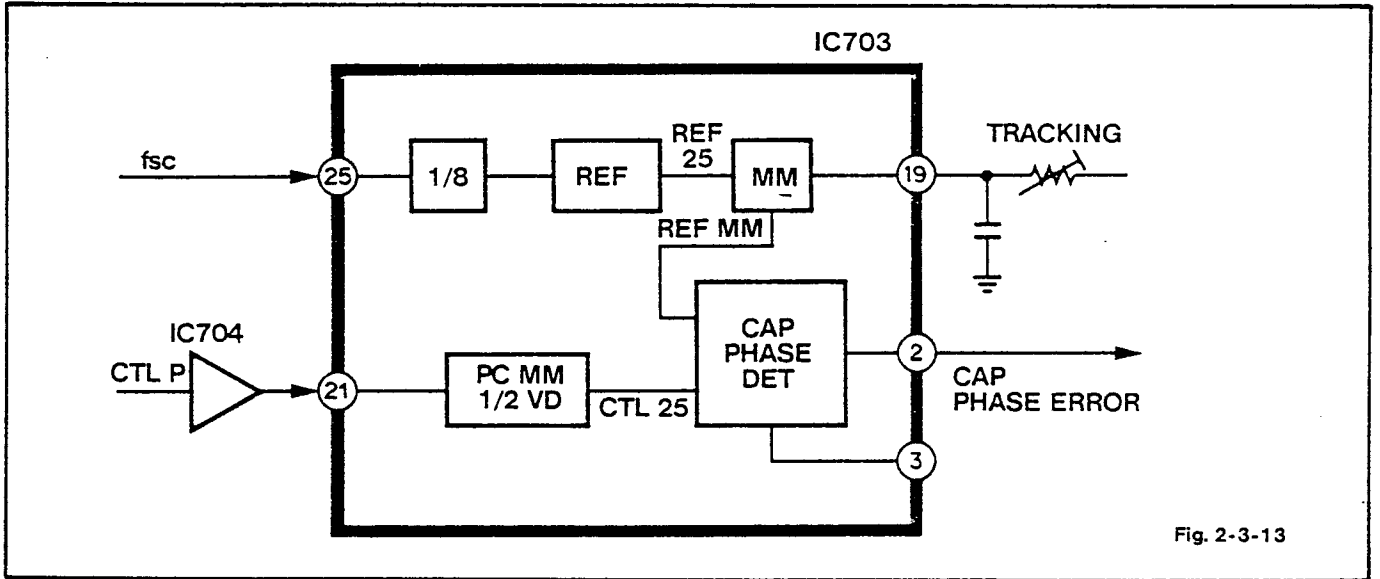 IC703
fsc
25
1/8
REF
REF
25
MM
19
TRACKING
REF MM
IC704
CTL P
21
PC MM
1/2 VD
CTL 25
CAP
PHASE
DET
2
CAP
PHASE ERROR
3
Fig. 2-3-13